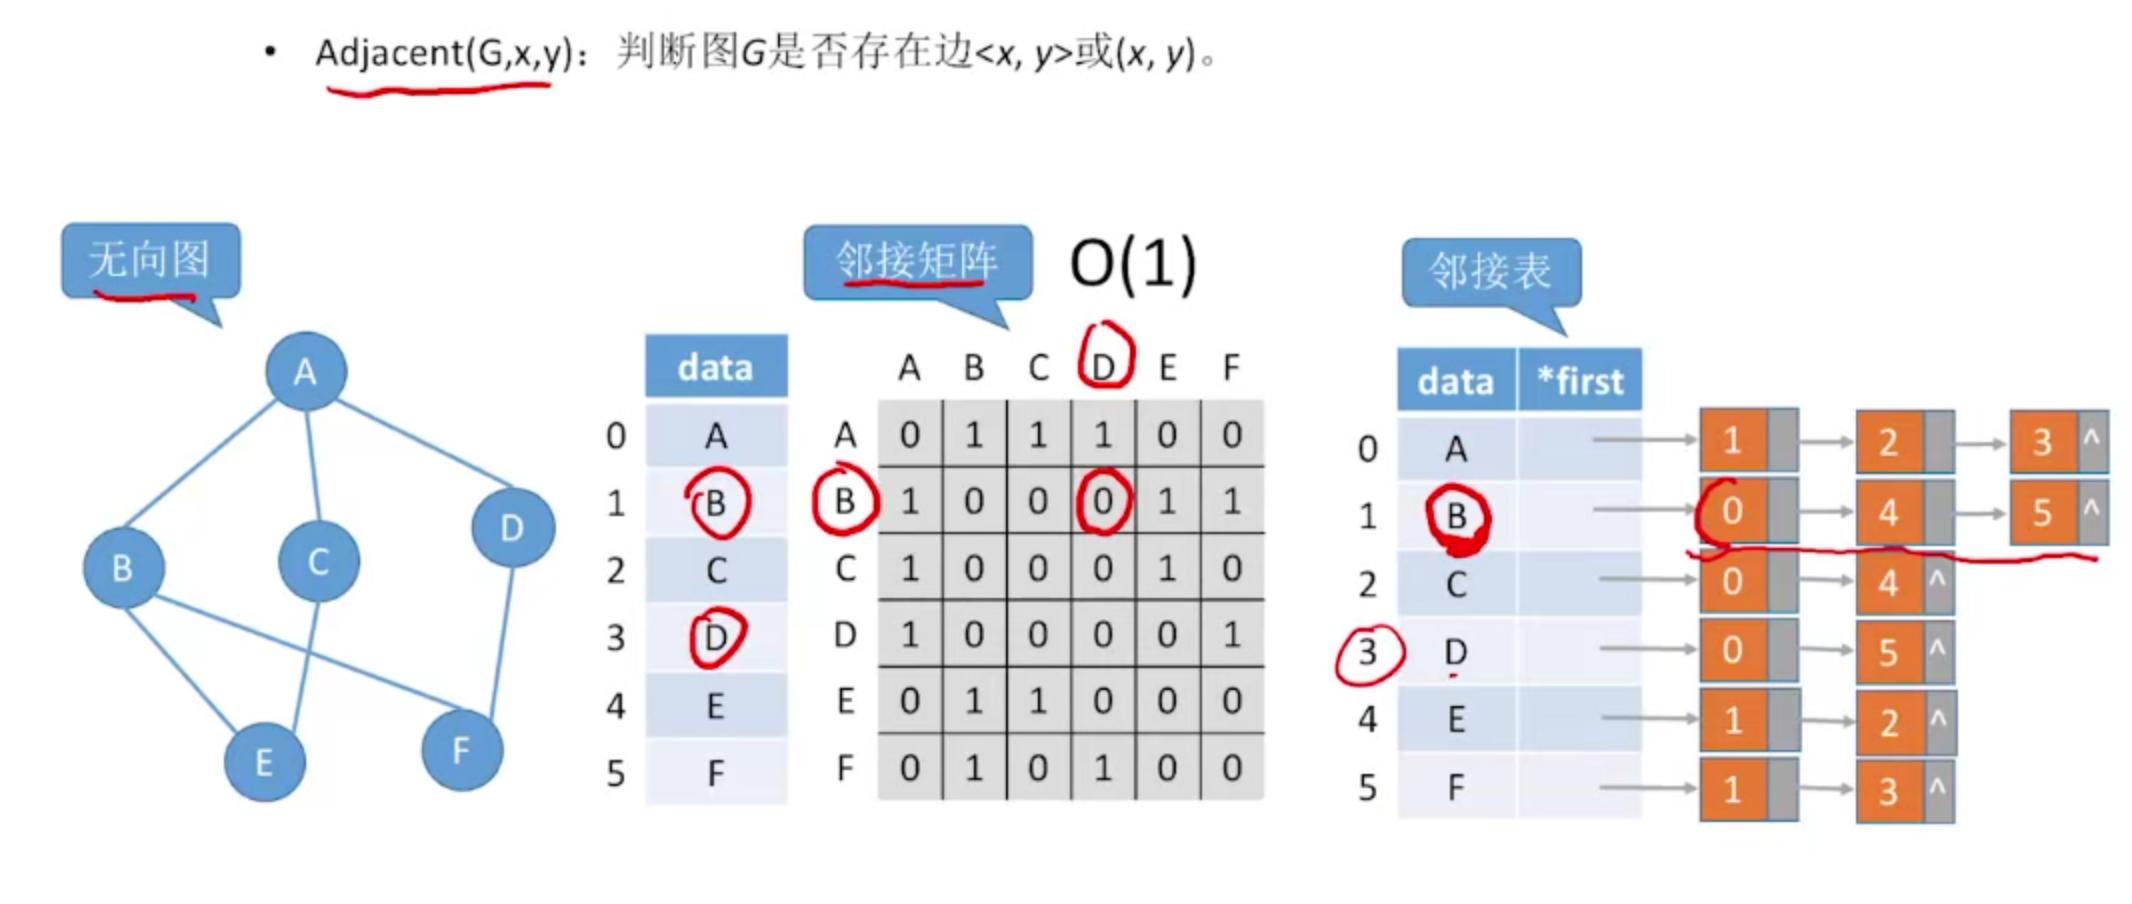 • Adjacent(G,x,y)：判断图G是否存在边<x, y>或(x, y)。
无向图
A
B
C
D
E
F
data
0 A
1 B
2 C
3 D
4 E
5 F
邻接矩阵 O(1)
A B C D E F
A 0 1 1 1 0 0
B 1 0 0 0 1 1
C 1 0 0 0 1 0
D 1 0 0 0 0 1
E 0 1 1 0 0 0
F 0 1 0 1 0 0
邻接表
data *first
0 A 1 2 3 ^
1 B 0 4 5 ^
2 C 0 4 ^
3 D 0 5 ^
4 E 1 2 ^
5 F 1 3 ^